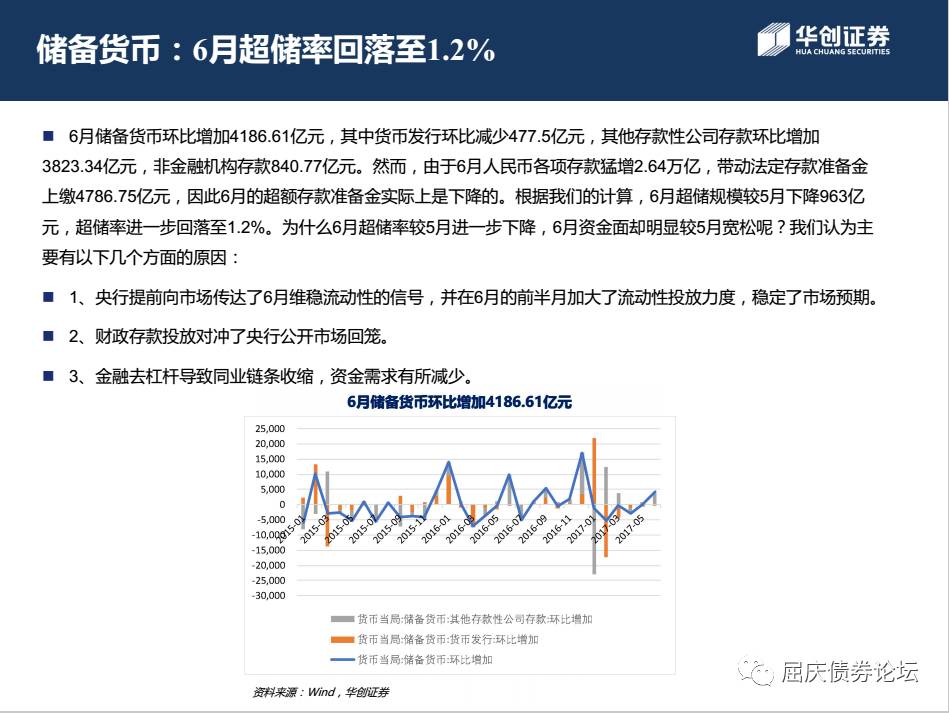 储备货币：6月超储率回落至1.2%
华创证券
HUA CHUANG SECURITIES
■ 6月储备货币环比增加4186.61亿元，其中货币发行环比减少477.5亿元，其他存款性公司存款环比增加
3823.34亿元，非金融机构存款840.77亿元。然而，由于6月人民币各项存款猛增2.64万亿，带动法定存款准备金
上缴4786.75亿元，因此6月的超额存款准备金实际上是下降的。根据我们的计算，6月超储规模较5月下降963亿
元，超储率进一步回落至1.2%。为什么6月超储率较5月进一步下降，6月资金面却明显较5月宽松呢？我们认为主
要有以下几个方面的原因：
■ 1、央行提前向市场传达了6月维稳流动性的信号，并在6月的前半月加大了流动性投放力度，稳定了市场预期。
■ 2、财政存款投放对冲了央行公开市场回笼。
■ 3、金融去杠杆导致同业链条收缩，资金需求有所减少。
6月储备货币环比增加4186.61亿元
25,000
20,000
15,000
10,000
5,000
0
-5,000
-10,000
-15,000
-20,000
-25,000
-30,000
2015-01
2015-03
2015-05
2015-07
2015-09
2015-11
2016-01
2016-03
2016-05
2016-07
2016-09
2016-11
2017-01
2017-03
2017-05
货币当局:储备货币:其他存款性公司存款:环比增加
货币当局:储备货币:货币发行:环比增加
货币当局:储备货币:环比增加
资料来源：Wind，华创证券
屈庆债券论坛